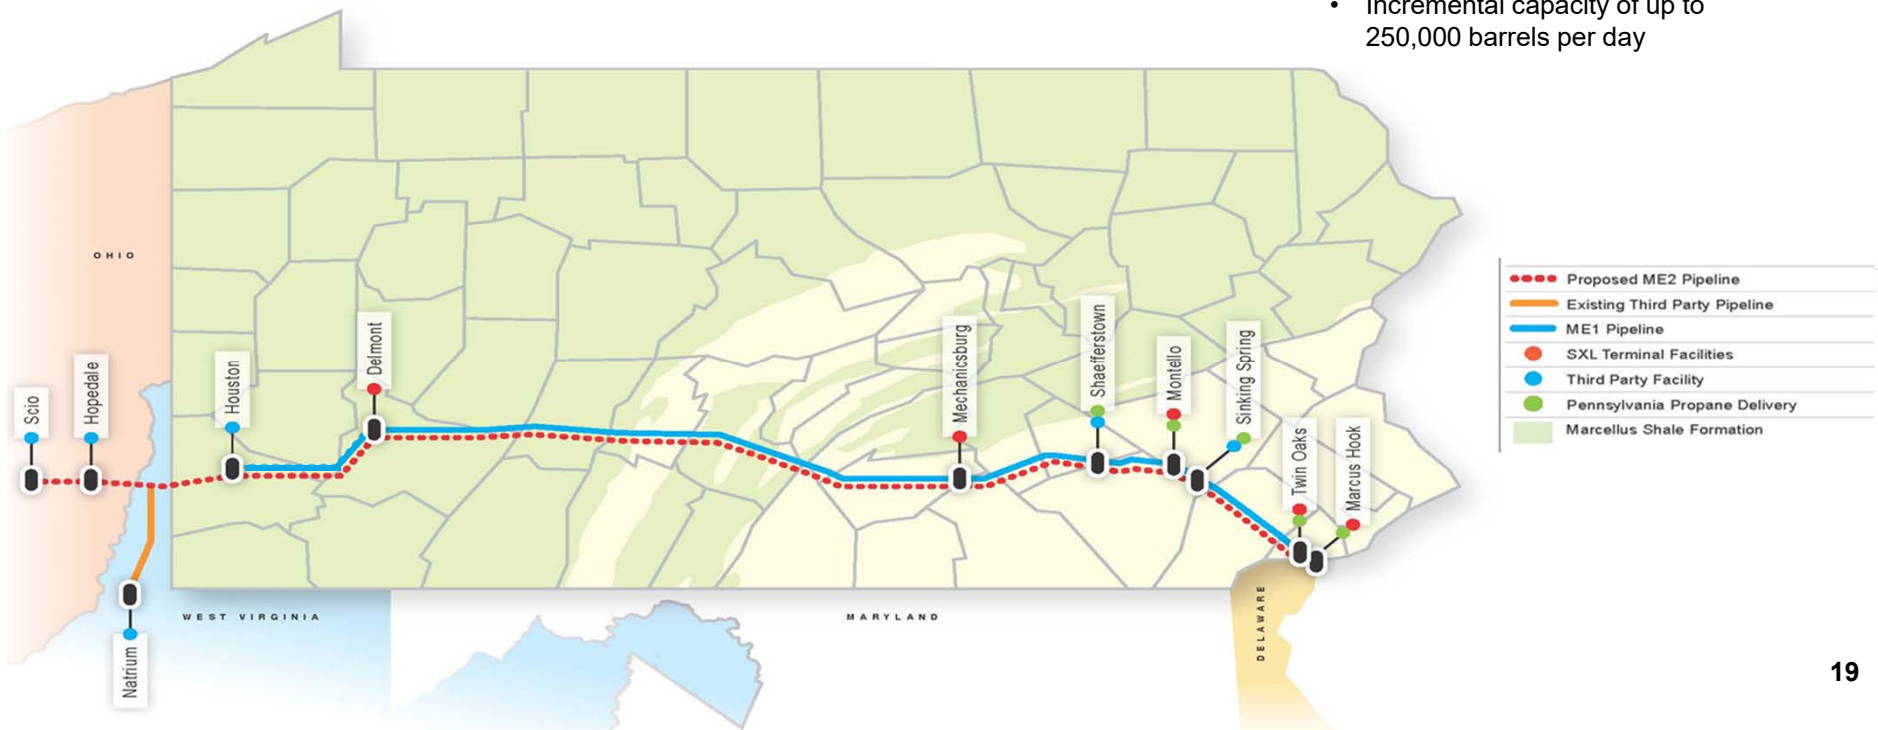 • Incremental capacity of up to
250,000 barrels per day
OHIO
Scio
Hopedale
Houston
Delmont
Mechanicsburg
Shaefferstown
Montello
Sinking Spring
Twin Oaks
Marcus Hook
Natrium
WEST VIRGINIA
MARYLAND
DELAWARE
Proposed ME2 Pipeline
Existing Third Party Pipeline
ME1 Pipeline
SXL Terminal Facilities
Third Party Facility
Pennsylvania Propane Delivery
Marcellus Shale Formation
19